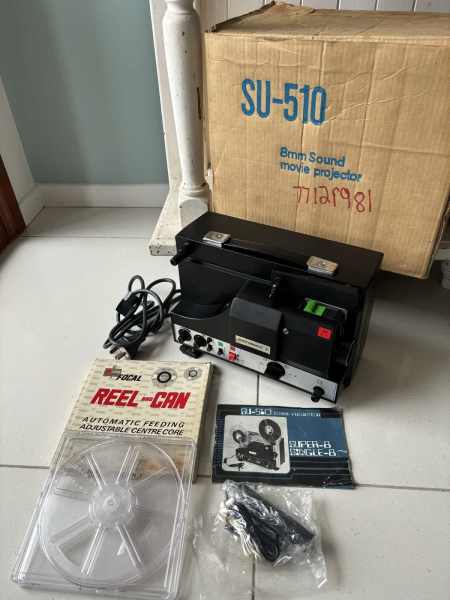 SU-510
8mm Sound
movie projector
FOCAL
REEL AND CAN
AUTOMATIC FEEDING
ADJUSTABLE CENTRE CORE
SU-510
SUPER-8
SINGLE-8